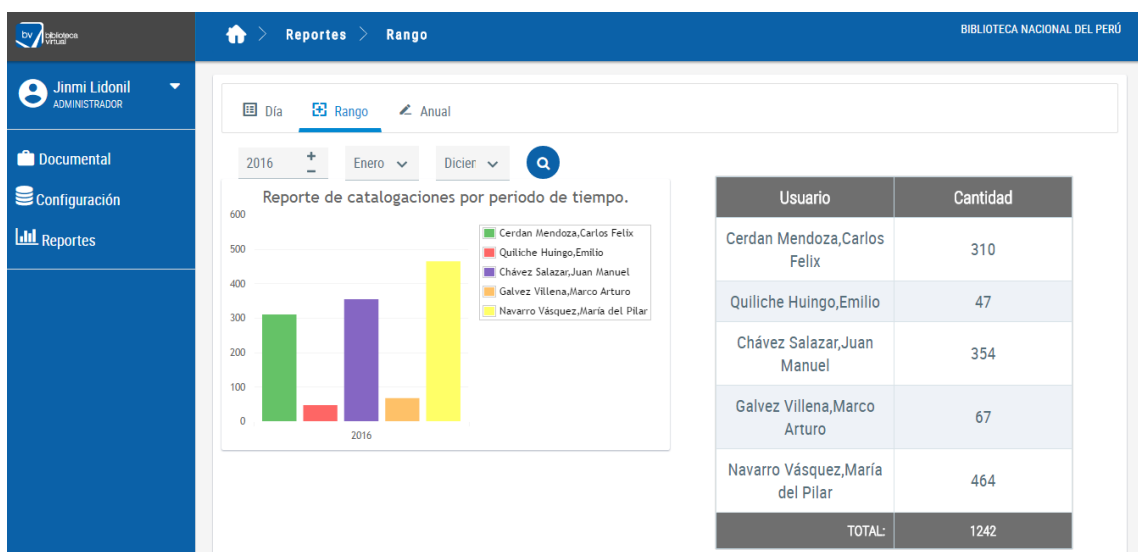 bv biblioteca
virtual
Reportes Rango
BIBLIOTECA NACIONAL DEL PERÚ
Jinmi Lidonil
ADMINISTRADOR
Documental
Configuración
Reportes
Día Rango Anual
2016 + - Enero Dicier
Reporte de catalogaciones por periodo de tiempo.
600
500
400
300
200
100
0
2016
Cerdan Mendoza,Carlos Felix
Quiliche Huingo,Emilio
Chávez Salazar,Juan Manuel
Galvez Villena,Marco Arturo
Navarro Vásquez,María del Pilar
Usuario Cantidad
Cerdan Mendoza,Carlos
Felix
310
Quiliche Huingo,Emilio 47
Chávez Salazar,Juan
Manuel
354
Galvez Villena,Marco
Arturo
67
Navarro Vásquez,María
del Pilar
464
TOTAL: 1242